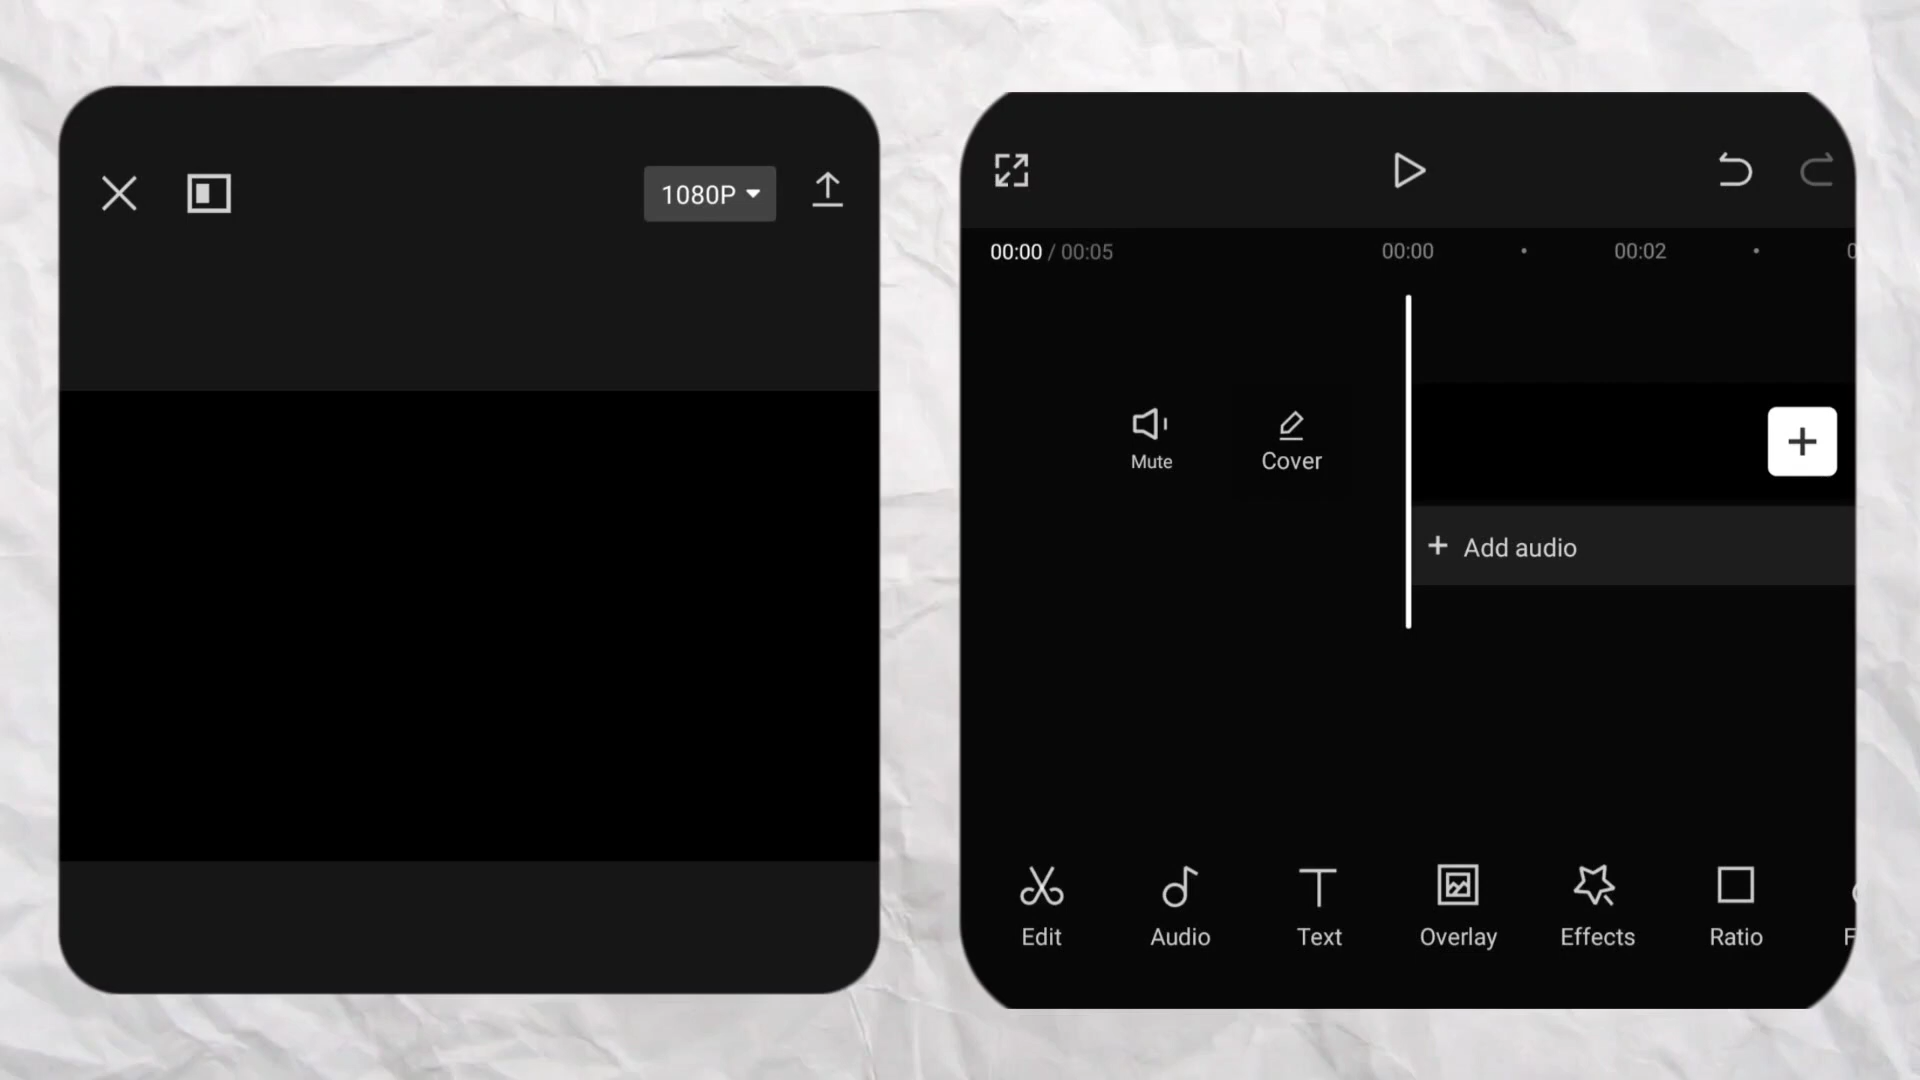 1080P
00:00 / 00:05
00:00
00:02
Mute
Cover
Add audio
Edit
Audio
Text
Overlay
Effects
Ratio